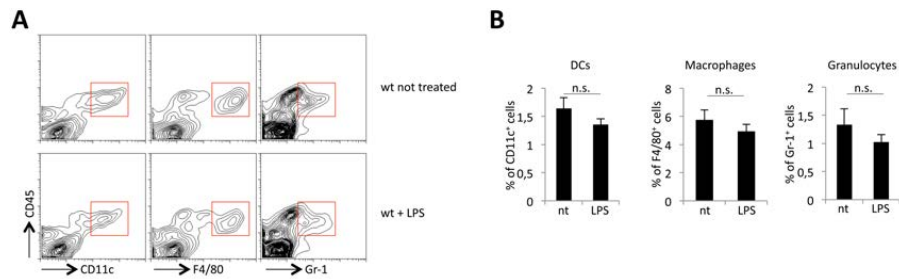 A
B
wt not treated
wt + LPS
CD45
CD11c
F4/80
Gr-1
DCs
% of CD11c⁺ cells
2
1,5
1
0,5
0
n.s.
nt LPS
Macrophages
% of F4/80⁺ cells
8
6
4
2
0
n.s.
nt LPS
Granulocytes
% of Gr-1⁺ cells
2
1,5
1
0,5
0
n.s.
nt LPS